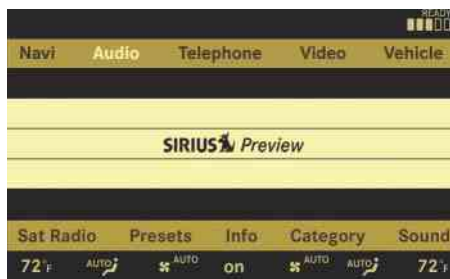 READY
Navi Audio Telephone Video Vehicle
SIRIUS Preview
Sat Radio Presets Info Category Sound
72°F AUTO AUTO on AUTO AUTO 72°F